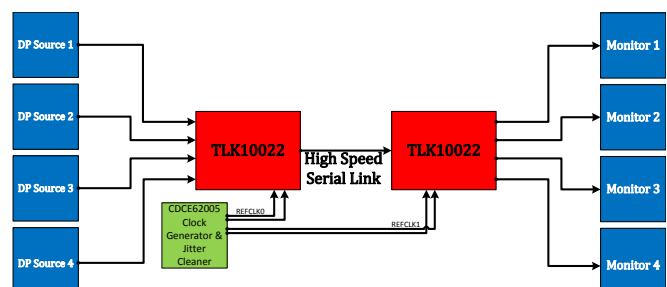 DP Source 1
DP Source 2
DP Source 3
DP Source 4
TLK10022
High Speed
Serial Link
TLK10022
CDCE62005
Clock
Generator &
Jitter
Cleaner
REFCLK0
REFCLK1
Monitor 1
Monitor 2
Monitor 3
Monitor 4